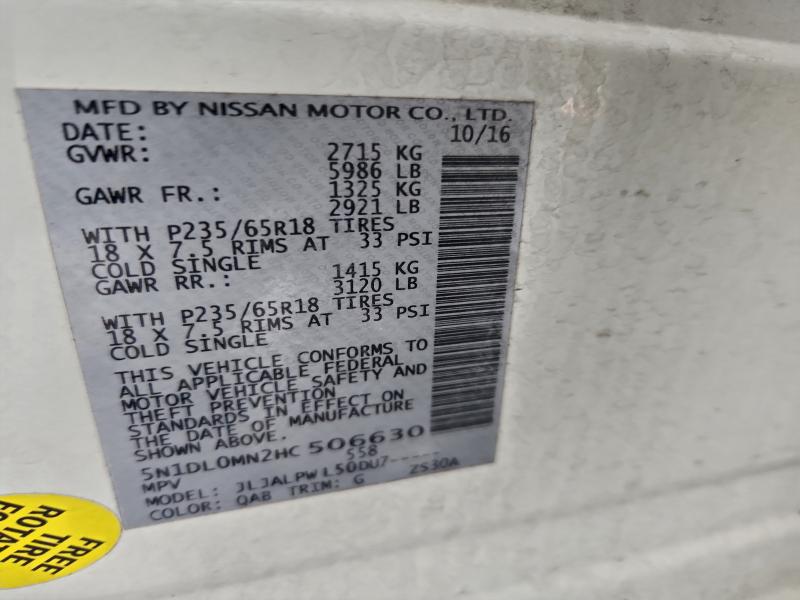 MFD BY NISSAN MOTOR CO., LTD.
DATE: 10/16
GVWR: 2715 KG
5986 LB
GAWR FR.: 1325 KG
2921 LB
WITH P235/65R18 TIRES
18 X 7.5 RIMS AT 33 PSI
COLD SINGLE
GAWR RR.: 1415 KG
3120 LB
WITH P235/65R18 TIRES
18 X 7.5 RIMS AT 33 PSI
COLD SINGLE
THIS VEHICLE CONFORMS TO
ALL APPLICABLE FEDERAL
MOTOR VEHICLE SAFETY AND
THEFT PREVENTION
STANDARDS IN EFFECT ON
THE DATE OF MANUFACTURE
SHOWN ABOVE.
5N1DL0MN2HC 506630
MPV 558
MODEL: JLJALPWL50DU7-----
COLOR: QAB TRIM: G ZS30A
FREE
TIRE
ROTAT